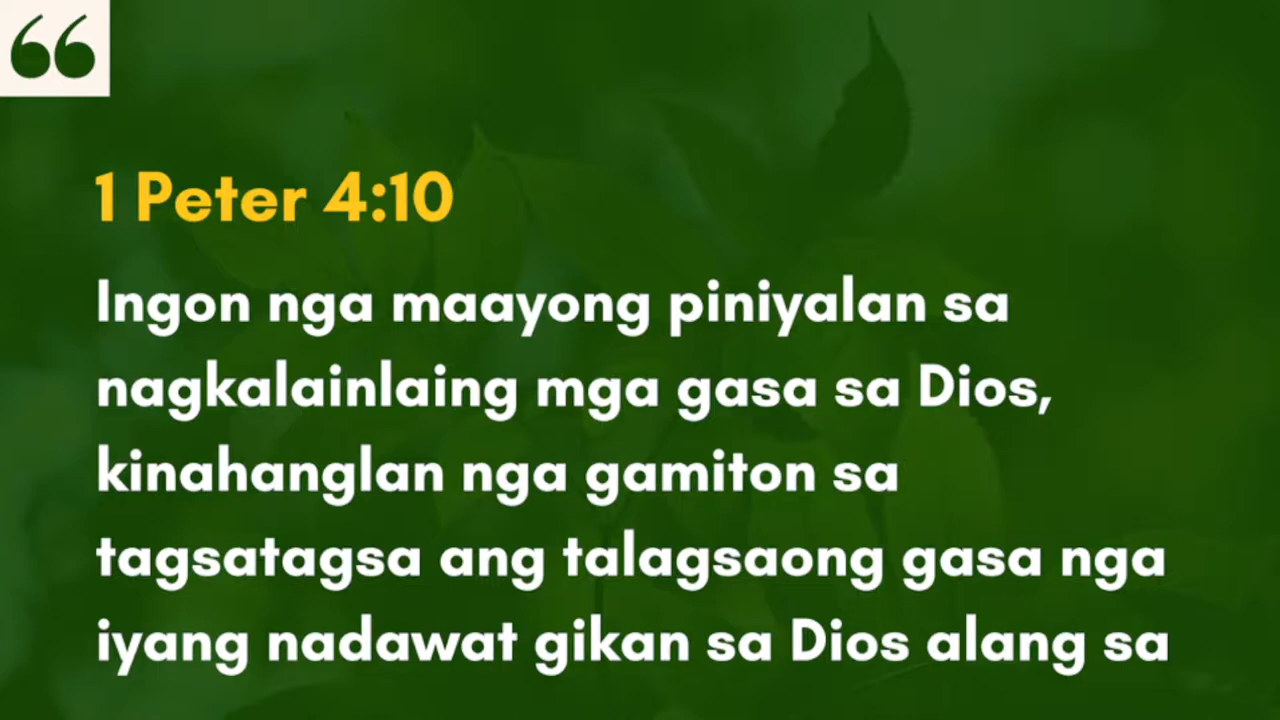 “
1 Peter 4:10
Ingon nga maayong piniyalan sa
nagkalainlaing mga gasa sa Dios,
kinahanglan nga gamiton sa
tagsatagsa ang talagsaong gasa nga
iyang nadawat gikan sa Dios alang sa